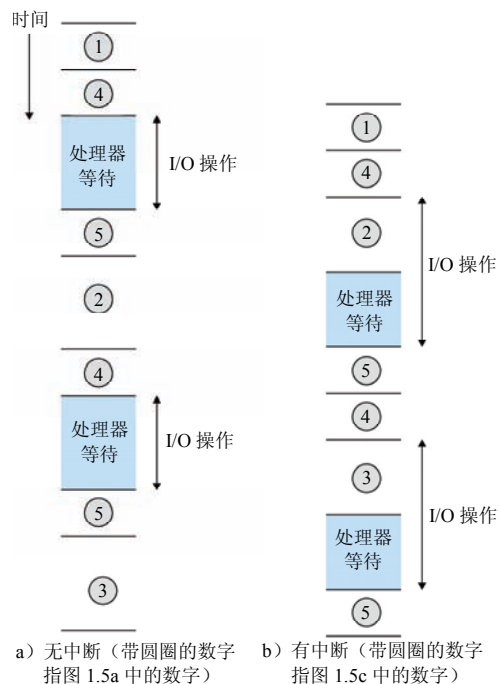 时间
①
④
处理器
等待
I/O 操作
⑤
②
④
处理器
等待
I/O 操作
⑤
③
a）无中断（带圆圈的数字
指图 1.5a 中的数字）
①
④
②
I/O 操作
处理器
等待
⑤
④
③
I/O 操作
处理器
等待
⑤
b）有中断（带圆圈的数字
指图 1.5c 中的数字）